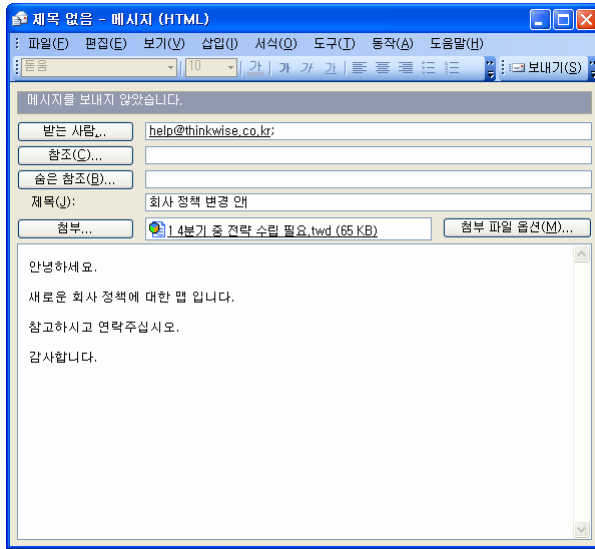 제목 없음 - 메시지 (HTML)
파일(F) 편집(E) 보기(V) 삽입(I) 서식(O) 도구(T) 동작(A) 도움말(H)
돋움 10 가 가 가 가 보내기(S)
메시지를 보내지 않았습니다.
받는 사람... help@thinkwise.co.kr;
참조(C)...
숨은 참조(B)...
제목(J): 회사 정책 변경 안
첨부... 1 4분기 중 전략 수립 필요.twd (65 KB) 첨부 파일 옵션(M)...
안녕하세요.
새로운 회사 정책에 대한 맵 입니다.
참고하시고 연락주십시오.
감사합니다.